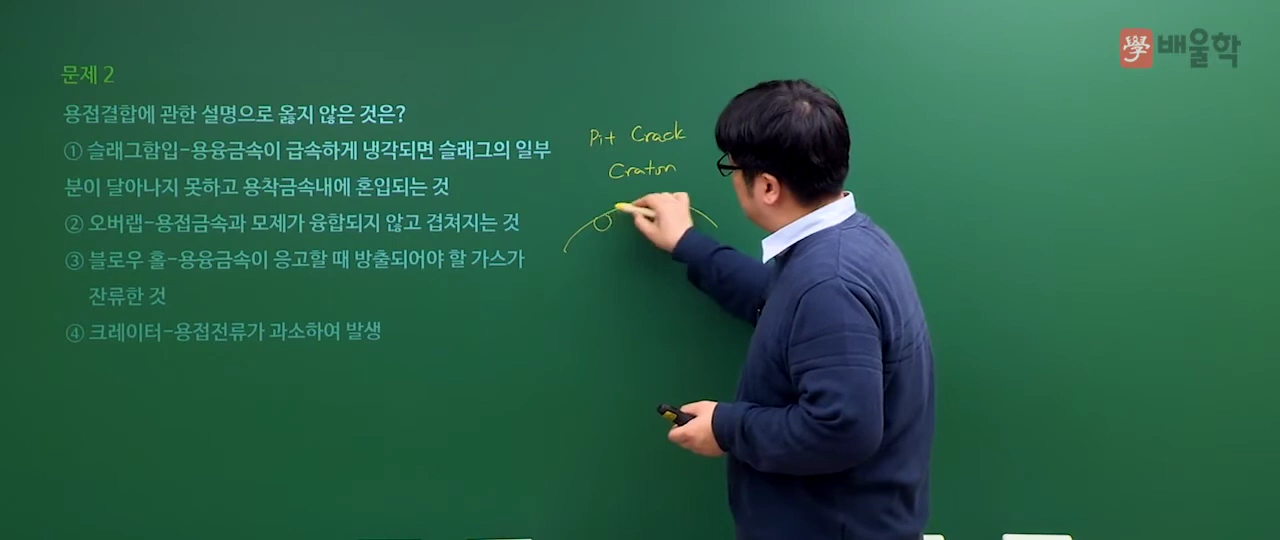 學 배울학
문제 2
용접결합에 관한 설명으로 옳지 않은 것은?
① 슬래그함입-용융금속이 급속하게 냉각되면 슬래그의 일부
분이 달아나지 못하고 용착금속내에 혼입되는 것
② 오버랩-용접금속과 모제가 융합되지 않고 겹쳐지는 것
③ 블로우 홀-용융금속이 응고할 때 방출되어야 할 가스가
잔류한 것
④ 크레이터-용접전류가 과소하여 발생
Pit Crack